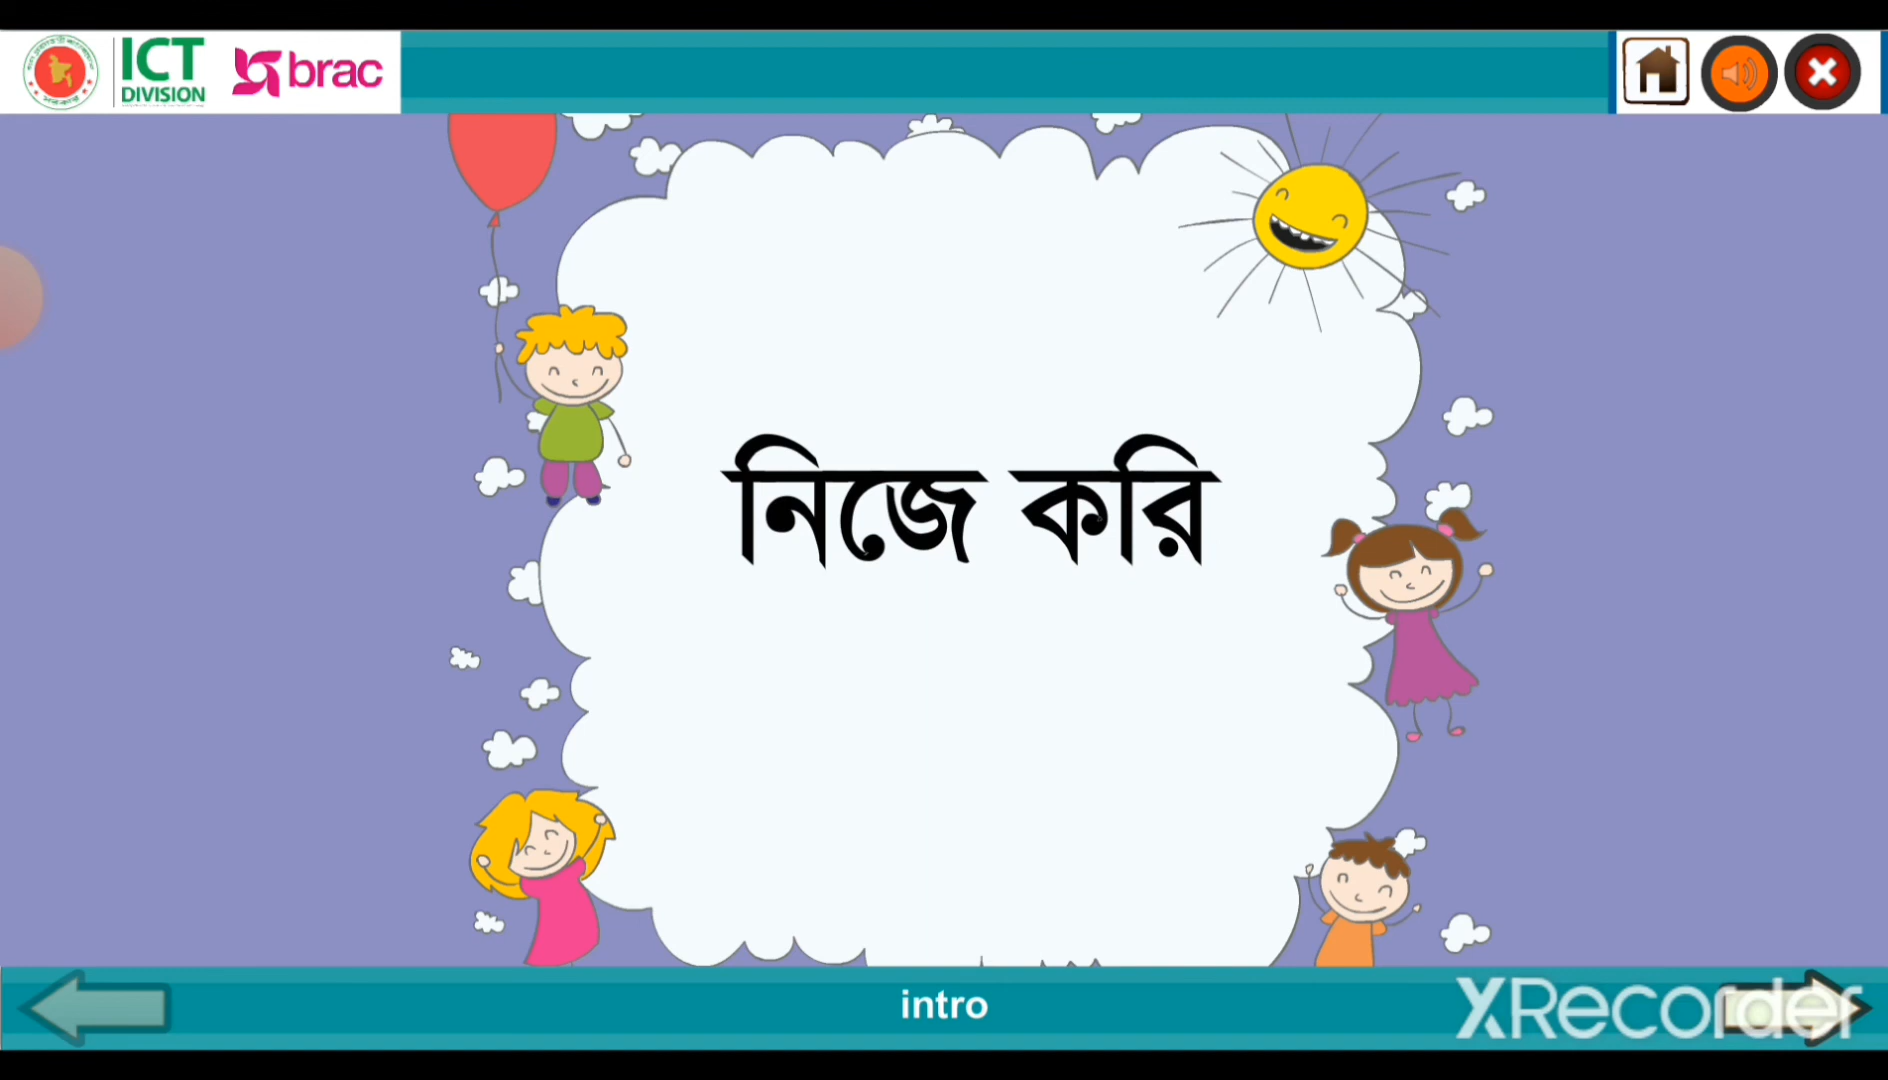 ICT
DIVISION
brac
নিজে করি
intro
XRecorder